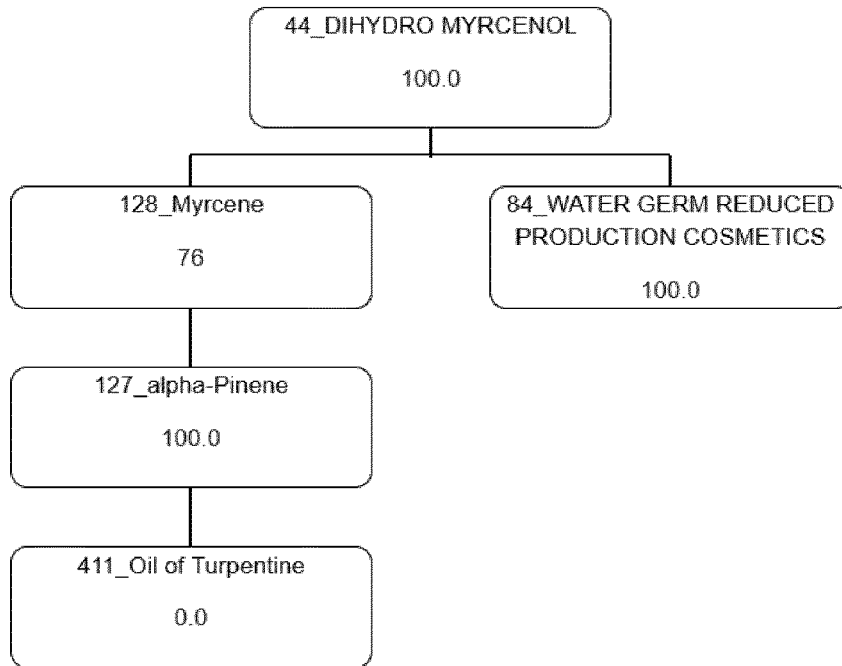 44_DIHYDRO MYRCENOL
100.0
128_Myrcene
76
84_WATER GERM REDUCED
PRODUCTION COSMETICS
100.0
127_alpha-Pinene
100.0
411_Oil of Turpentine
0.0